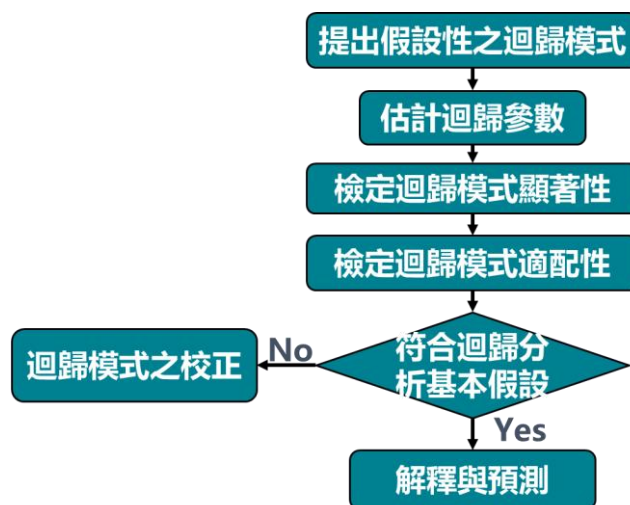 提出假設性之迴歸模式
估計迴歸參數
檢定迴歸模式顯著性
檢定迴歸模式適配性
符合迴歸分
析基本假設
No
迴歸模式之校正
Yes
解釋與預測